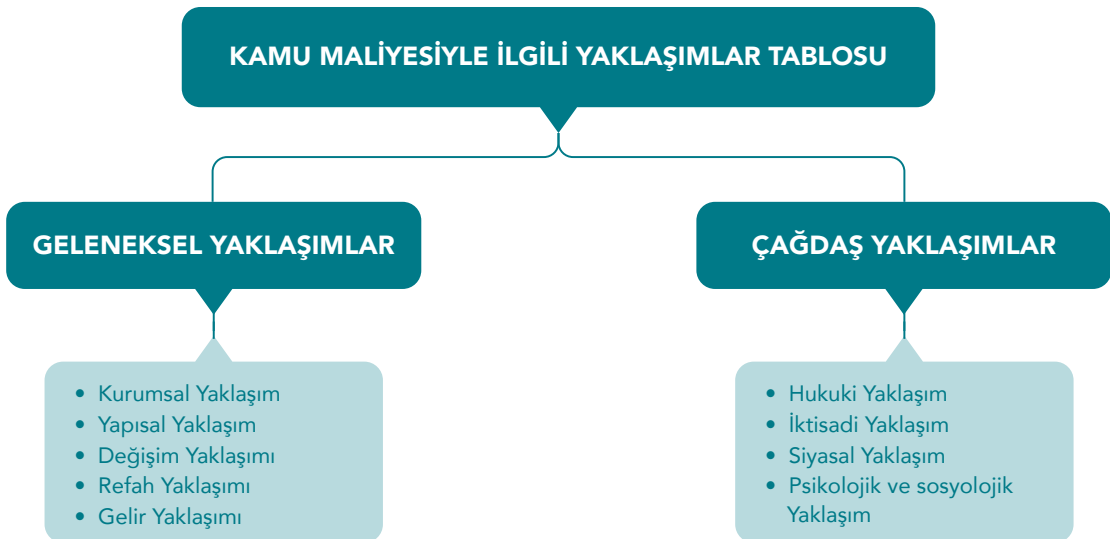 KAMU MALİYESİYLE İLGİLİ YAKLAŞIMLAR TABLOSU
GELENEKSEL YAKLAŞIMLAR
• Kurumsal Yaklaşım
• Yapısal Yaklaşım
• Değişim Yaklaşımı
• Refah Yaklaşımı
• Gelir Yaklaşımı
ÇAĞDAŞ YAKLAŞIMLAR
• Hukuki Yaklaşım
• İktisadi Yaklaşım
• Siyasal Yaklaşım
• Psikolojik ve sosyolojik
Yaklaşım